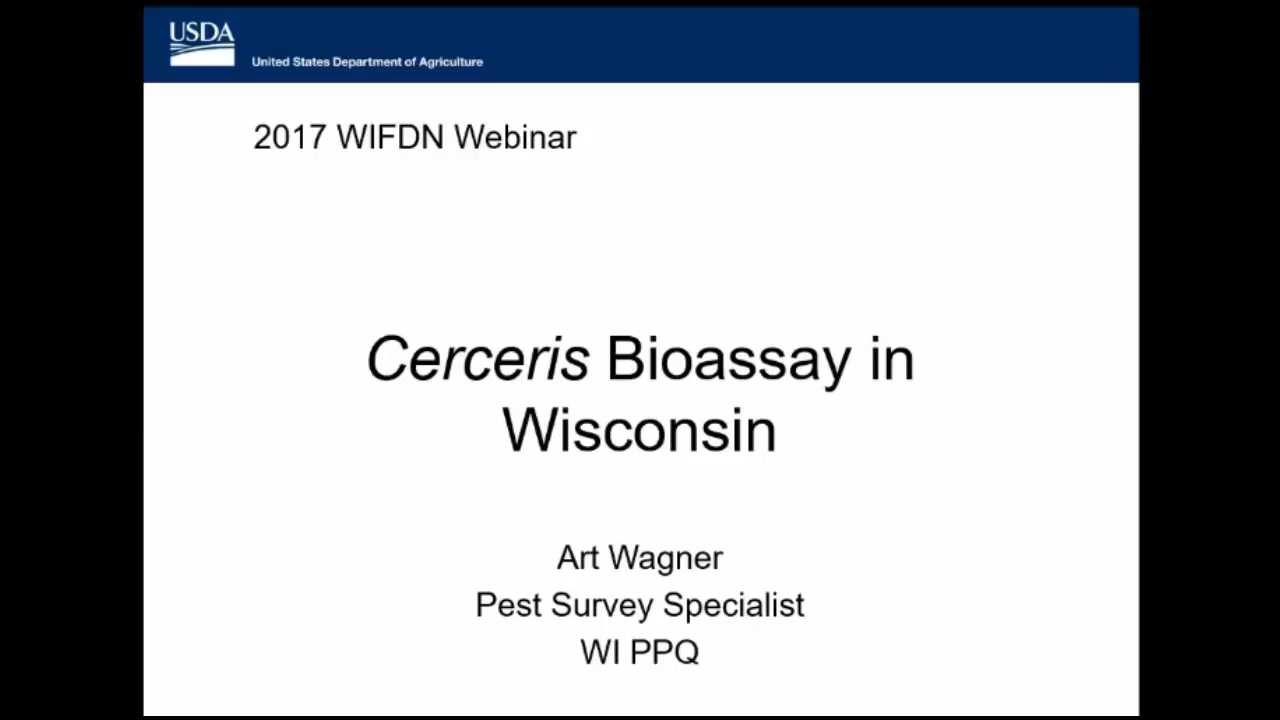 USDA
United States Department of Agriculture
2017 WIFDN Webinar
Cerceris Bioassay in
Wisconsin
Art Wagner
Pest Survey Specialist
WI PPQ